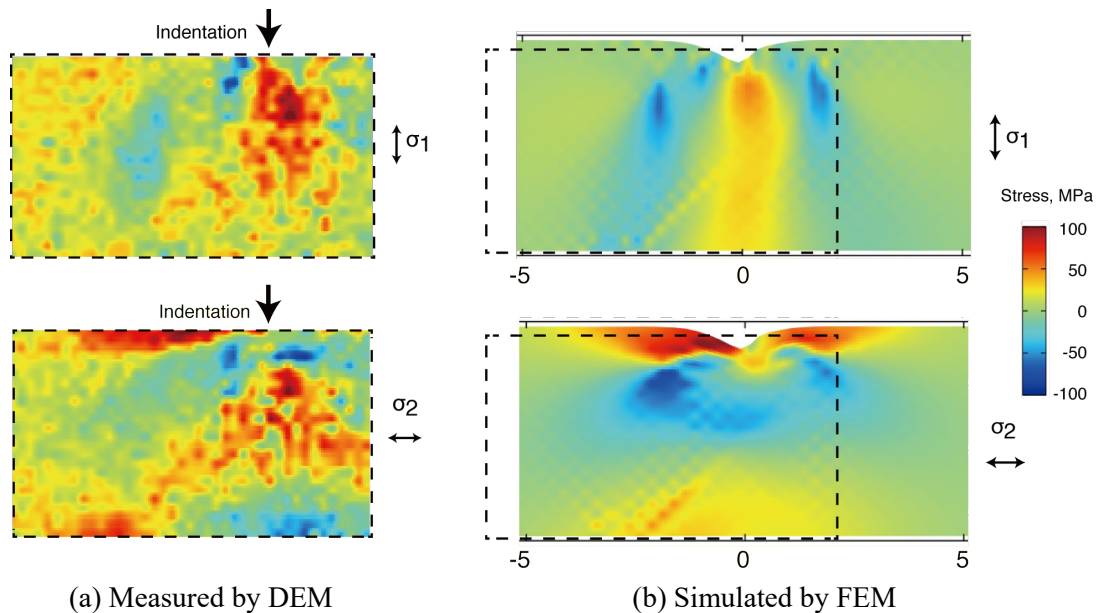 Indentation
σ1
σ1
Stress, MPa
100
50
0
-50
-100
-5 0 5
Indentation
σ2
σ2
-5 0 5
(a) Measured by DEM
(b) Simulated by FEM